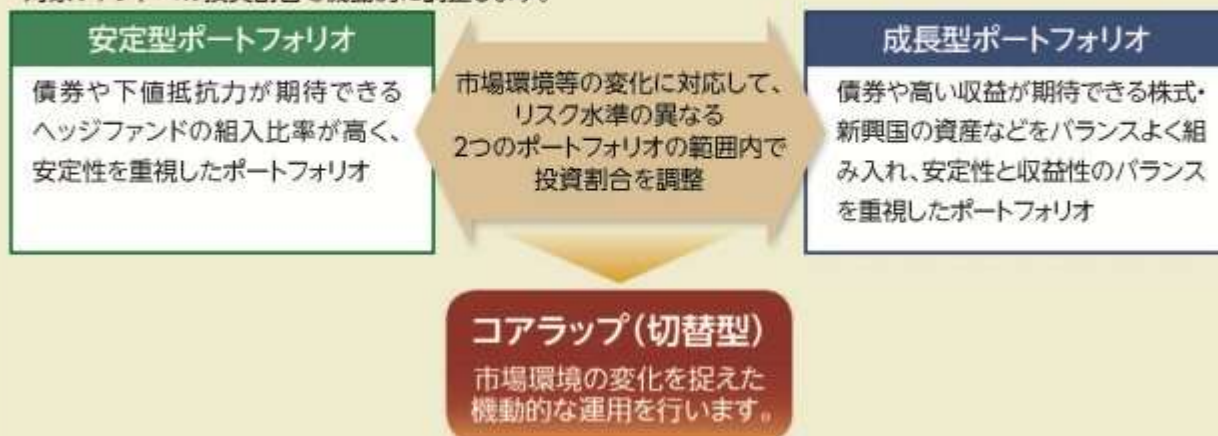 安定型ポートフォリオ
債券や下値抵抗力が期待できる
ヘッジファンドの組入比率が高く、
安定性を重視したポートフォリオ
市場環境等の変化に対応して、
リスク水準の異なる
2つのポートフォリオの範囲内で
投資割合を調整
成長型ポートフォリオ
債券や高い収益が期待できる株式・
新興国の資産などをバランスよく組
み入れ、安定性と収益性のバランス
を重視したポートフォリオ
コアラップ(切替型)
市場環境の変化を捉えた
機動的な運用を行います。